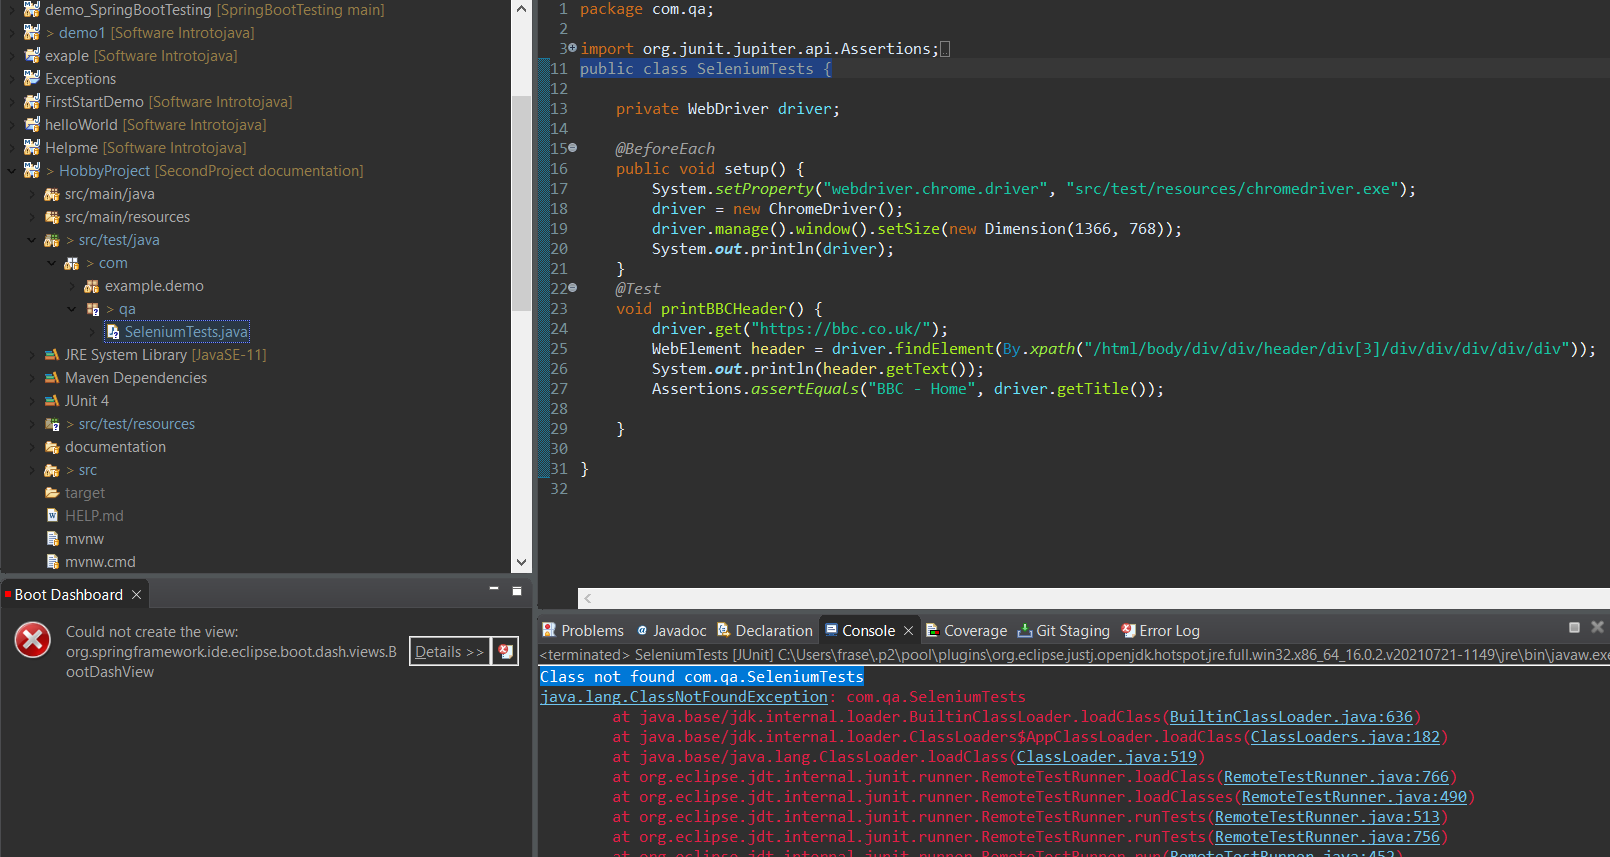 demo_SpringBootTesting [SpringBootTesting main]
> demo1 [Software Introtojava]
exaple [Software Introtojava]
Exceptions
FirstStartDemo [Software Introtojava]
helloWorld [Software Introtojava]
Helpme [Software Introtojava]
> HobbyProject [SecondProject documentation]
src/main/java
src/main/resources
> src/test/java
> com
example.demo
> qa
SeleniumTests.java
JRE System Library [JavaSE-11]
Maven Dependencies
JUnit 4
> src/test/resources
documentation
> src
target
HELP.md
mvnw
mvnw.cmd
Boot Dashboard
Could not create the view:
org.springframework.ide.eclipse.boot.dash.views.B
ootDashView
Details >>
1 package com.qa;
2
3 import org.junit.jupiter.api.Assertions;
11 public class SeleniumTests {
12
13 private WebDriver driver;
14
15 @BeforeEach
16 public void setup() {
17 System.setProperty("webdriver.chrome.driver", "src/test/resources/chromedriver.exe");
18 driver = new ChromeDriver();
19 driver.manage().window().setSize(new Dimension(1366, 768));
20 System.out.println(driver);
21 }
22 @Test
23 void printBBCHeader() {
24 driver.get("https://bbc.co.uk/");
25 WebElement header = driver.findElement(By.xpath("/html/body/div/div/header/div[3]/div/div/div/div/div"));
26 System.out.println(header.getText());
27 Assertions.assertEquals("BBC - Home", driver.getTitle());
28
29 }
30
31 }
32
Problems @ Javadoc Declaration Console Coverage Git Staging Error Log
<terminated> SeleniumTests [JUnit] C:\Users\frase\.p2\pool\plugins\org.eclipse.justj.openjdk.hotspot.jre.full.win32.x86_64_16.0.2.v20210721-1149\jre\bin\javaw.exe
Class not found com.qa.SeleniumTests
java.lang.ClassNotFoundException: com.qa.SeleniumTests
at java.base/jdk.internal.loader.BuiltinClassLoader.loadClass(BuiltinClassLoader.java:636)
at java.base/jdk.internal.loader.ClassLoaders$AppClassLoader.loadClass(ClassLoaders.java:182)
at java.base/java.lang.ClassLoader.loadClass(ClassLoader.java:519)
at org.eclipse.jdt.internal.junit.runner.RemoteTestRunner.loadClass(RemoteTestRunner.java:766)
at org.eclipse.jdt.internal.junit.runner.RemoteTestRunner.loadClasses(RemoteTestRunner.java:490)
at org.eclipse.jdt.internal.junit.runner.RemoteTestRunner.runTests(RemoteTestRunner.java:513)
at org.eclipse.jdt.internal.junit.runner.RemoteTestRunner.runTests(RemoteTestRunner.java:756)
at org.eclipse.jdt.internal.junit.runner.RemoteTestRunner.run(RemoteTestRunner.java:452)